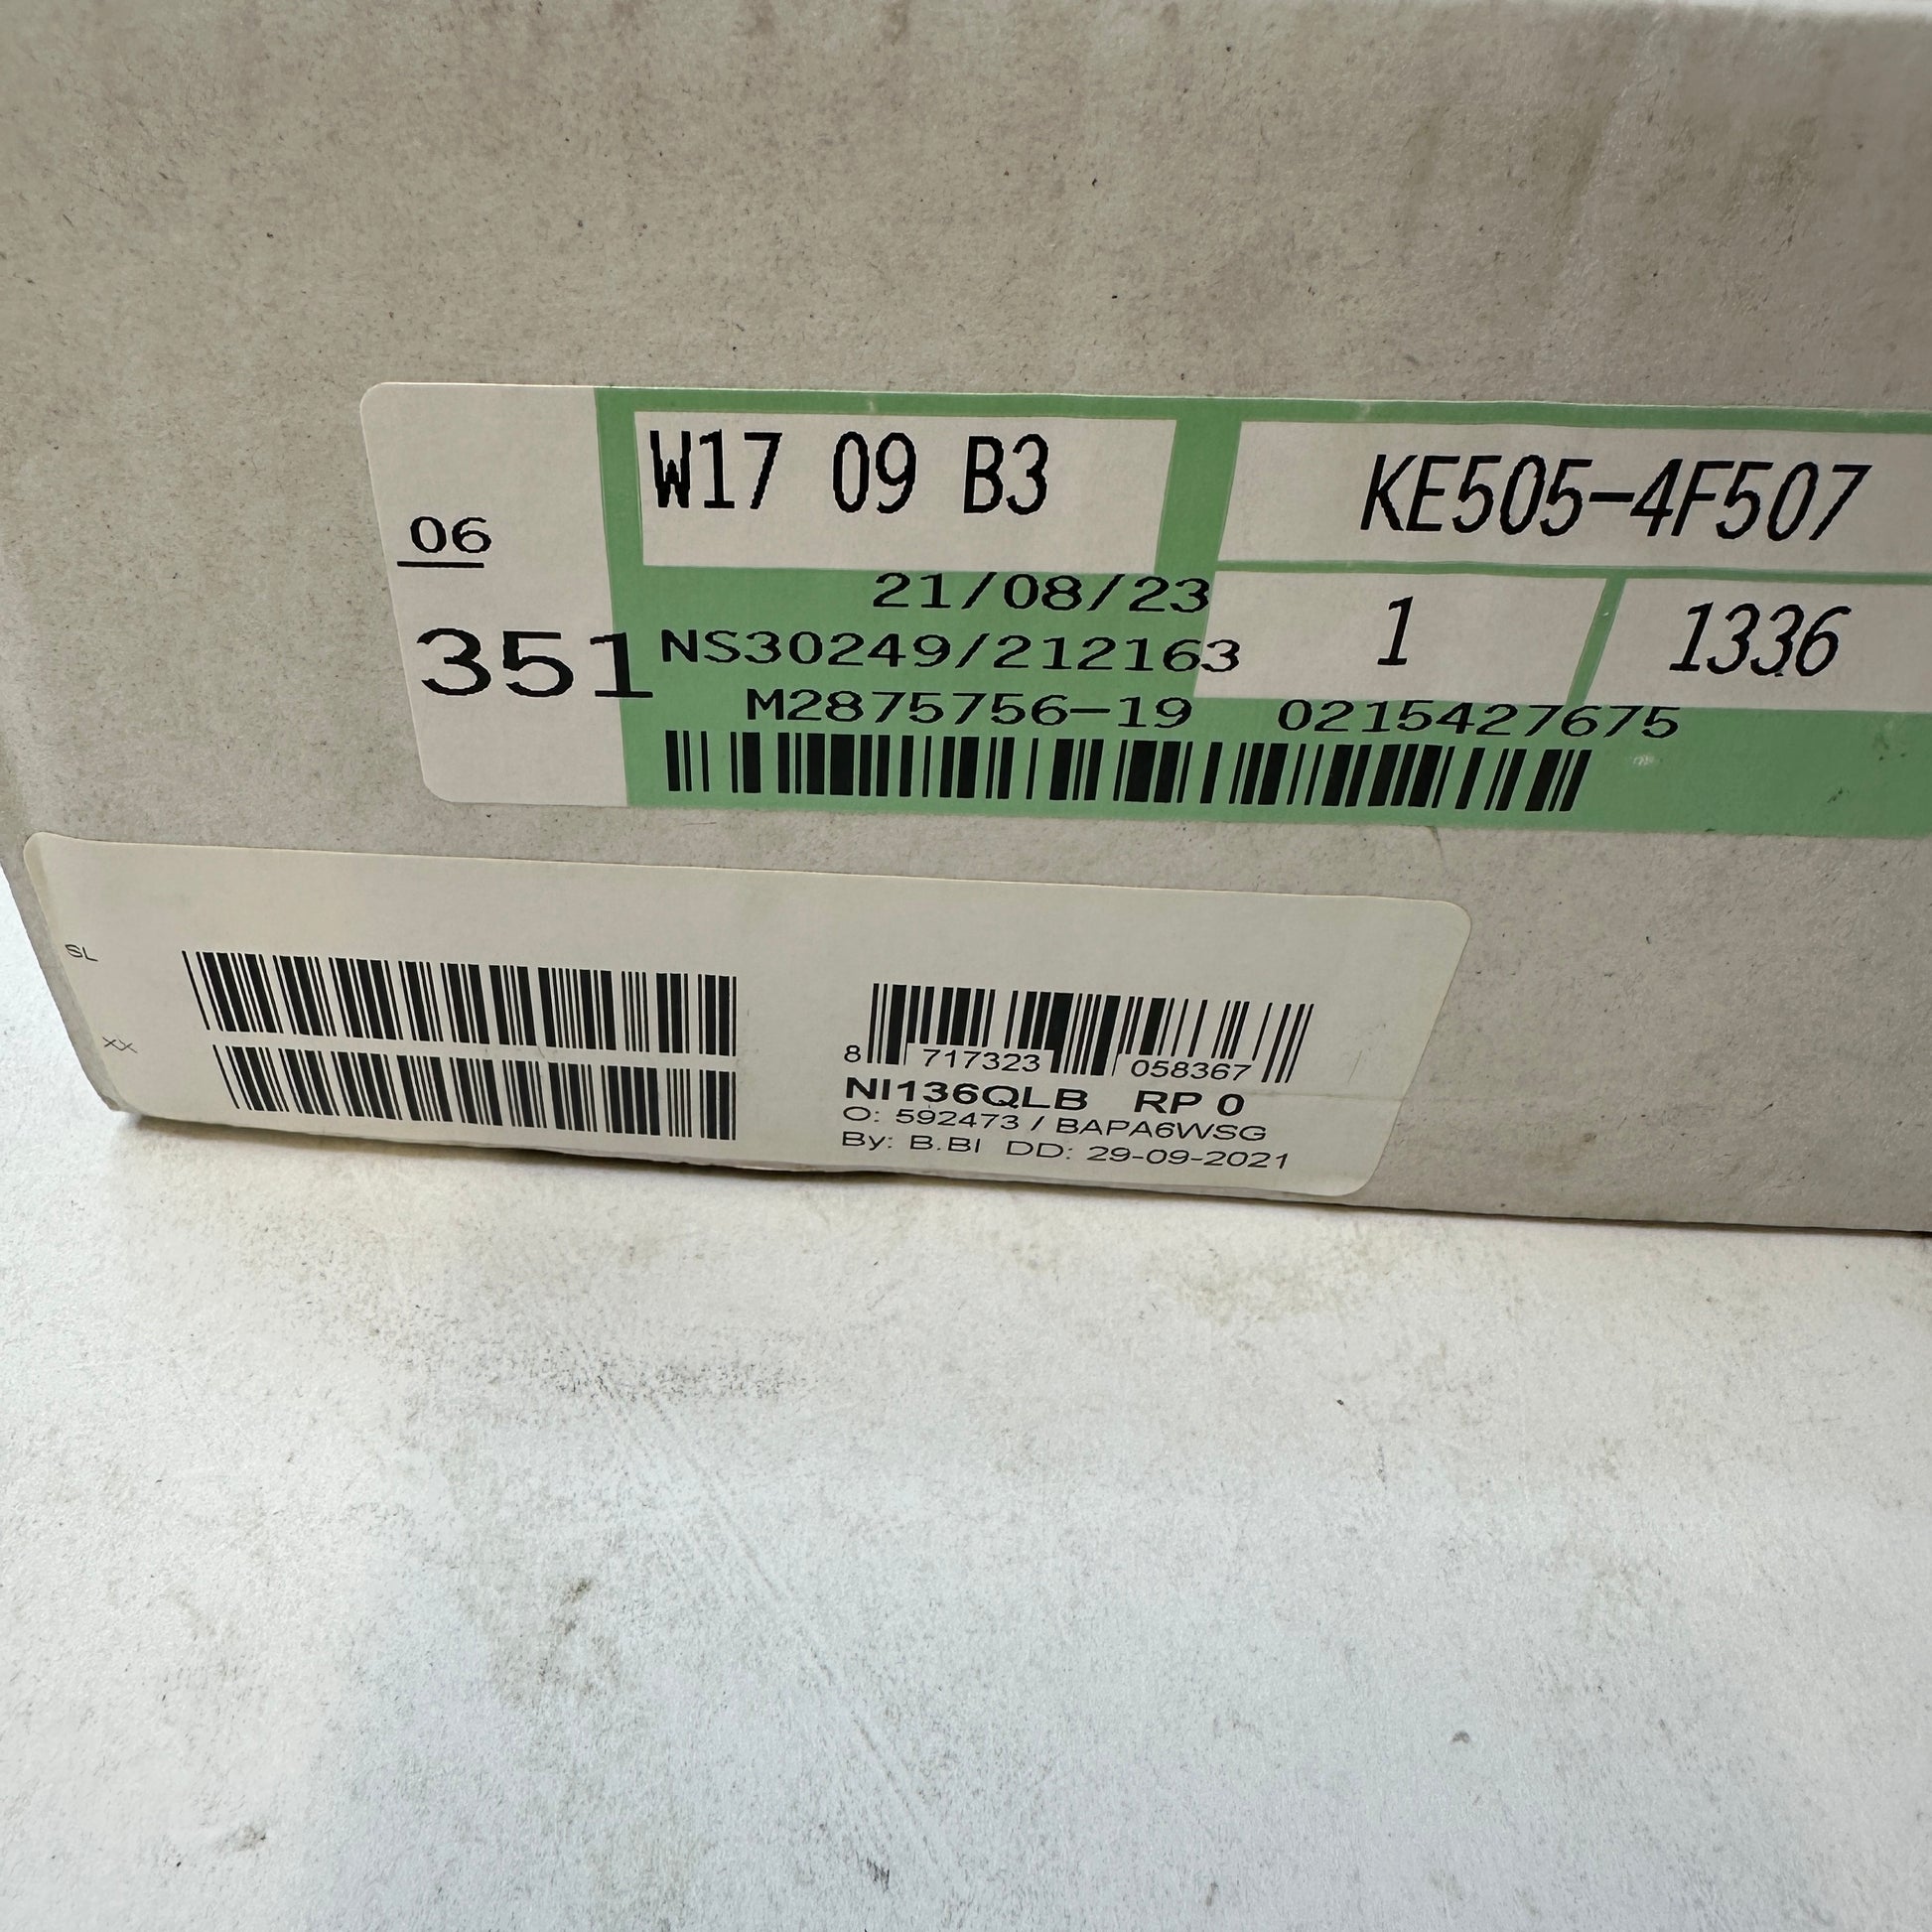 W17 09 B3
KE505-4F507
06
21/08/23
1
1336
351
NS30249/212163
M2875756-19 0215427675
SL
XX
8 717323 058367
NI136QLB RP 0
O: 592473 / BAPA6WSG
By: B.BI DD: 29-09-2021